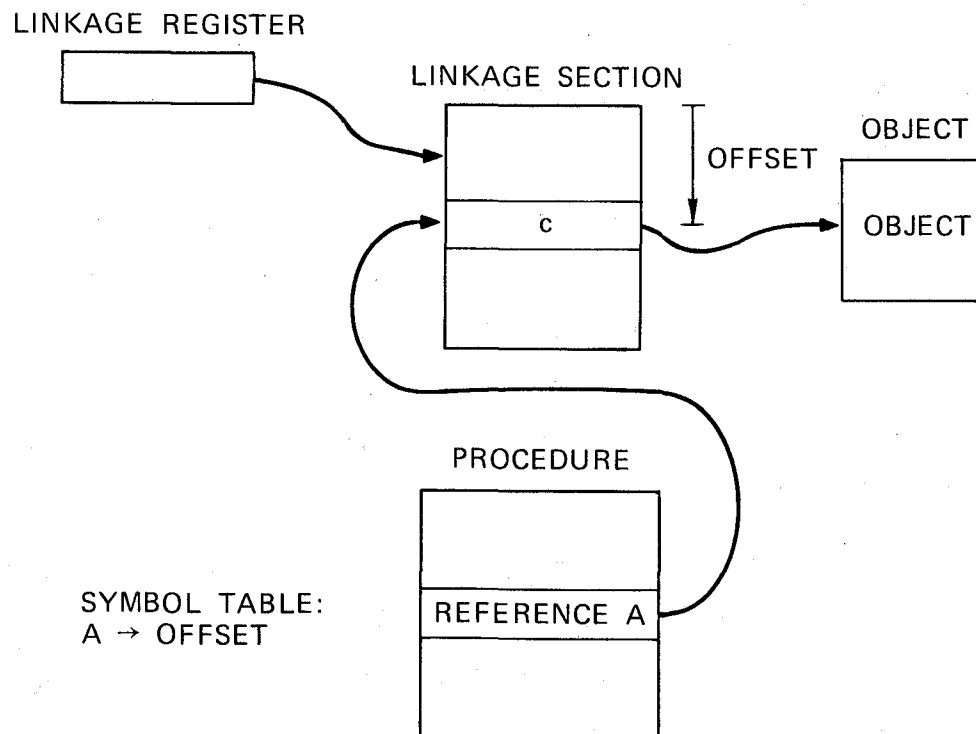 LINKAGE REGISTER
LINKAGE SECTION
OFFSET
OBJECT
c
OBJECT
PROCEDURE
REFERENCE A
SYMBOL TABLE:
A → OFFSET